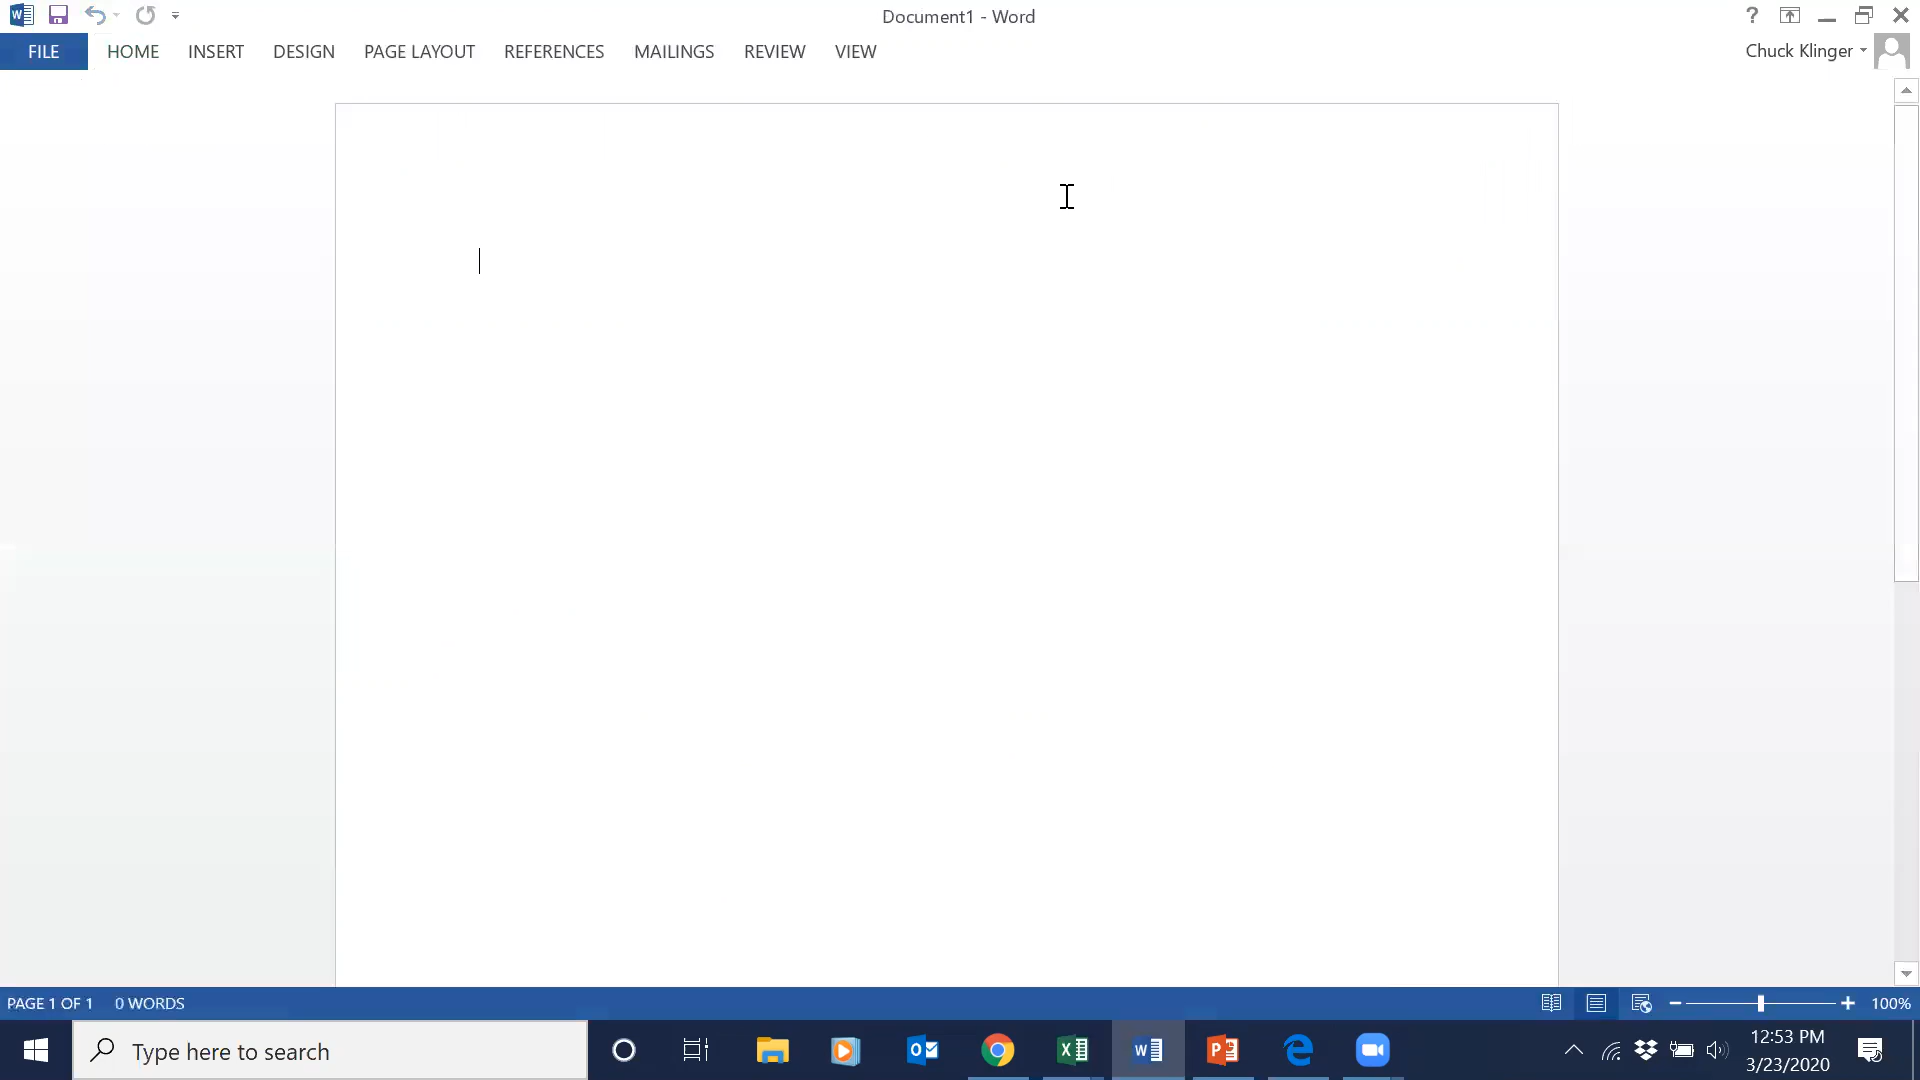 Document1 - Word
?
FILE HOME INSERT DESIGN PAGE LAYOUT REFERENCES MAILINGS REVIEW VIEW
Chuck Klinger
PAGE 1 OF 1 0 WORDS
100%
Type here to search
12:53 PM
3/23/2020